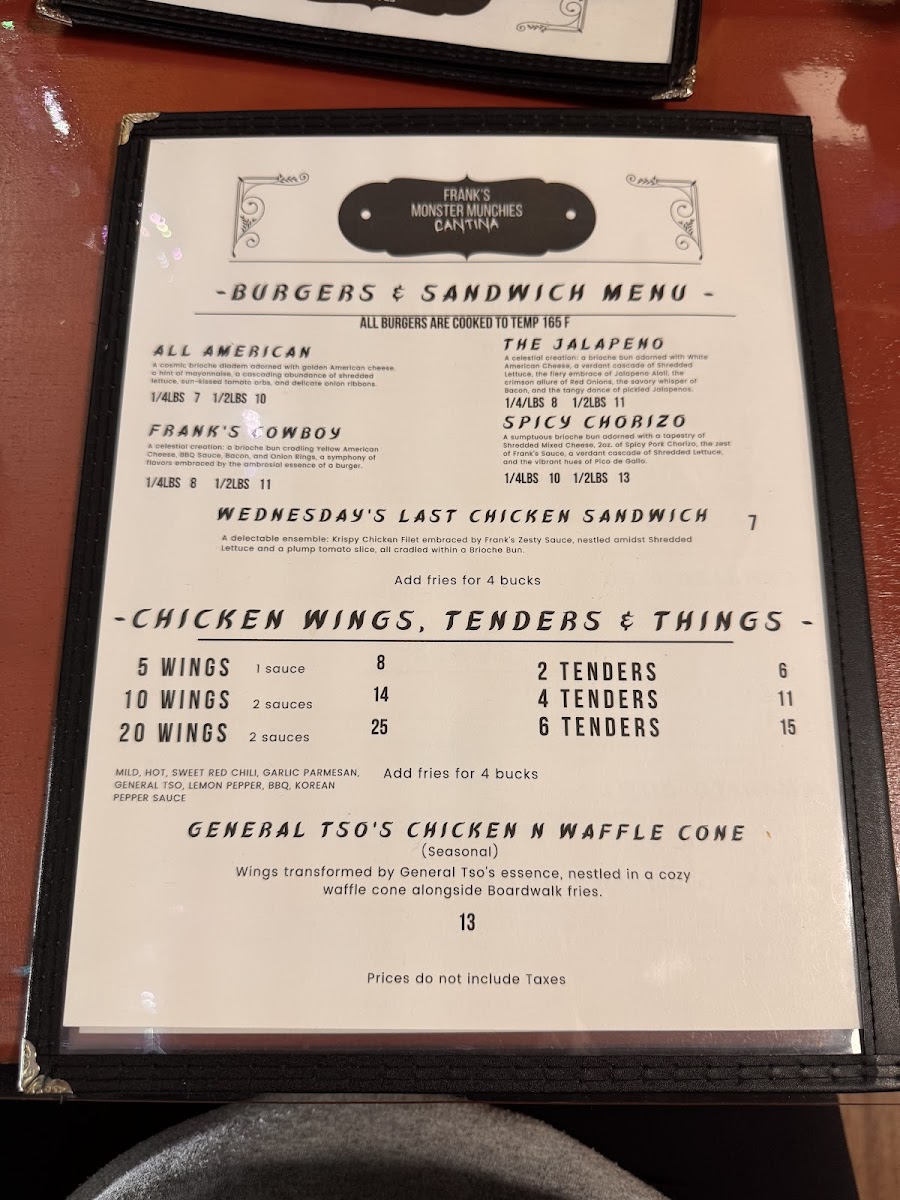 FRANK'S
MONSTER MUNCHIES
CANTINA
-BURGERS & SANDWICH MENU -
ALL BURGERS ARE COOKED TO TEMP 165 F
ALL AMERICAN
A cosmic brioche diadem adorned with golden American cheese,
a hint of mayonnaise, a cascading abundance of shredded
lettuce, sun-kissed tomato orbs, and delicate onion ribbons.
1/4LBS 7 1/2LBS 10
THE JALAPENO
A celestial creation: a brioche bun adorned with White
American Cheese, a verdant cascade of Shredded
Lettuce, the fiery embrace of Jalapeno Aioli, the
crimson allure of Red Onions, the savory whisper of
Bacon, and the tangy dance of pickled Jalapenos.
1/4/LBS 8 1/2LBS 11
FRANK'S COWBOY
A celestial creation: a brioche bun cradling Yellow American
Cheese, BBQ Sauce, Bacon, and Onion Rings, a symphony of
flavors embraced by the ambrosial essence of a burger.
1/4LBS 8 1/2LBS 11
SPICY CHORIZO
A sumptuous brioche bun adorned with a tapestry of
Shredded Mixed Cheese, 2oz. of Spicy Pork Chorizo, the zest
of Frank's Sauce, a verdant cascade of Shredded Lettuce,
and the vibrant hues of Pico de Gallo.
1/4LBS 10 1/2LBS 13
WEDNESDAY'S LAST CHICKEN SANDWICH 7
A delectable ensemble: Krispy Chicken Filet embraced by Frank's Zesty Sauce, nestled amidst Shredded
Lettuce and a plump tomato slice, all cradled within a Brioche Bun.
Add fries for 4 bucks
-CHICKEN WINGS, TENDERS & THINGS -
5 WINGS 1 sauce 8
10 WINGS 2 sauces 14
20 WINGS 2 sauces 25
2 TENDERS 6
4 TENDERS 11
6 TENDERS 15
MILD, HOT, SWEET RED CHILI, GARLIC PARMESAN,
GENERAL TSO, LEMON PEPPER, BBQ, KOREAN
PEPPER SAUCE
Add fries for 4 bucks
GENERAL TSO'S CHICKEN N WAFFLE CONE
(Seasonal)
Wings transformed by General Tso's essence, nestled in a cozy
waffle cone alongside Boardwalk fries.
13
Prices do not include Taxes